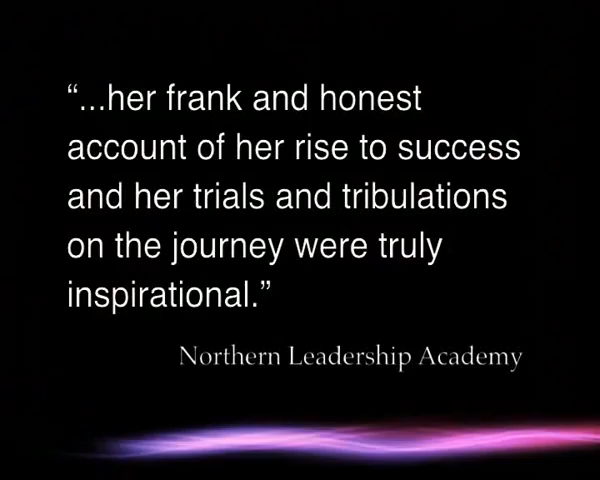 “...her frank and honest
account of her rise to success
and her trials and tribulations
on the journey were truly
inspirational.”
Northern Leadership Academy